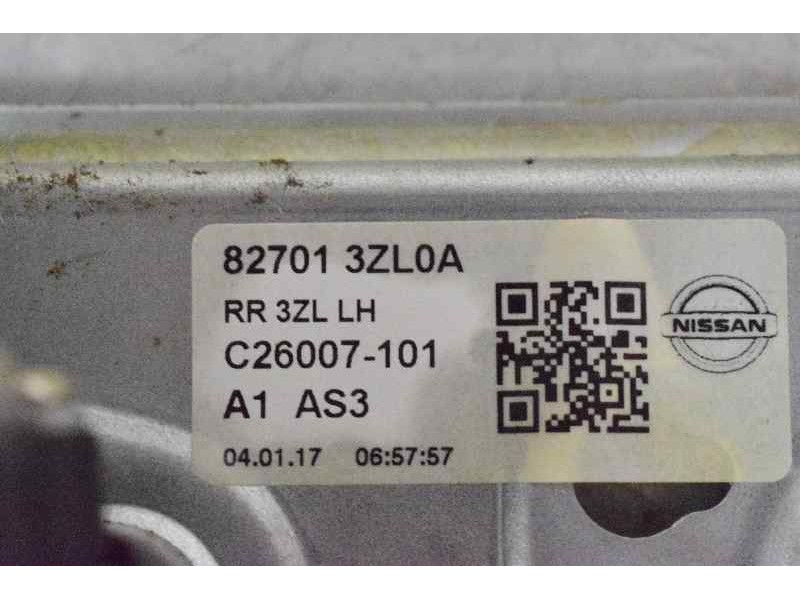 82701 3ZL0A
RR 3ZL LH
C26007-101
A1 AS3
04.01.17 06:57:57
NISSAN